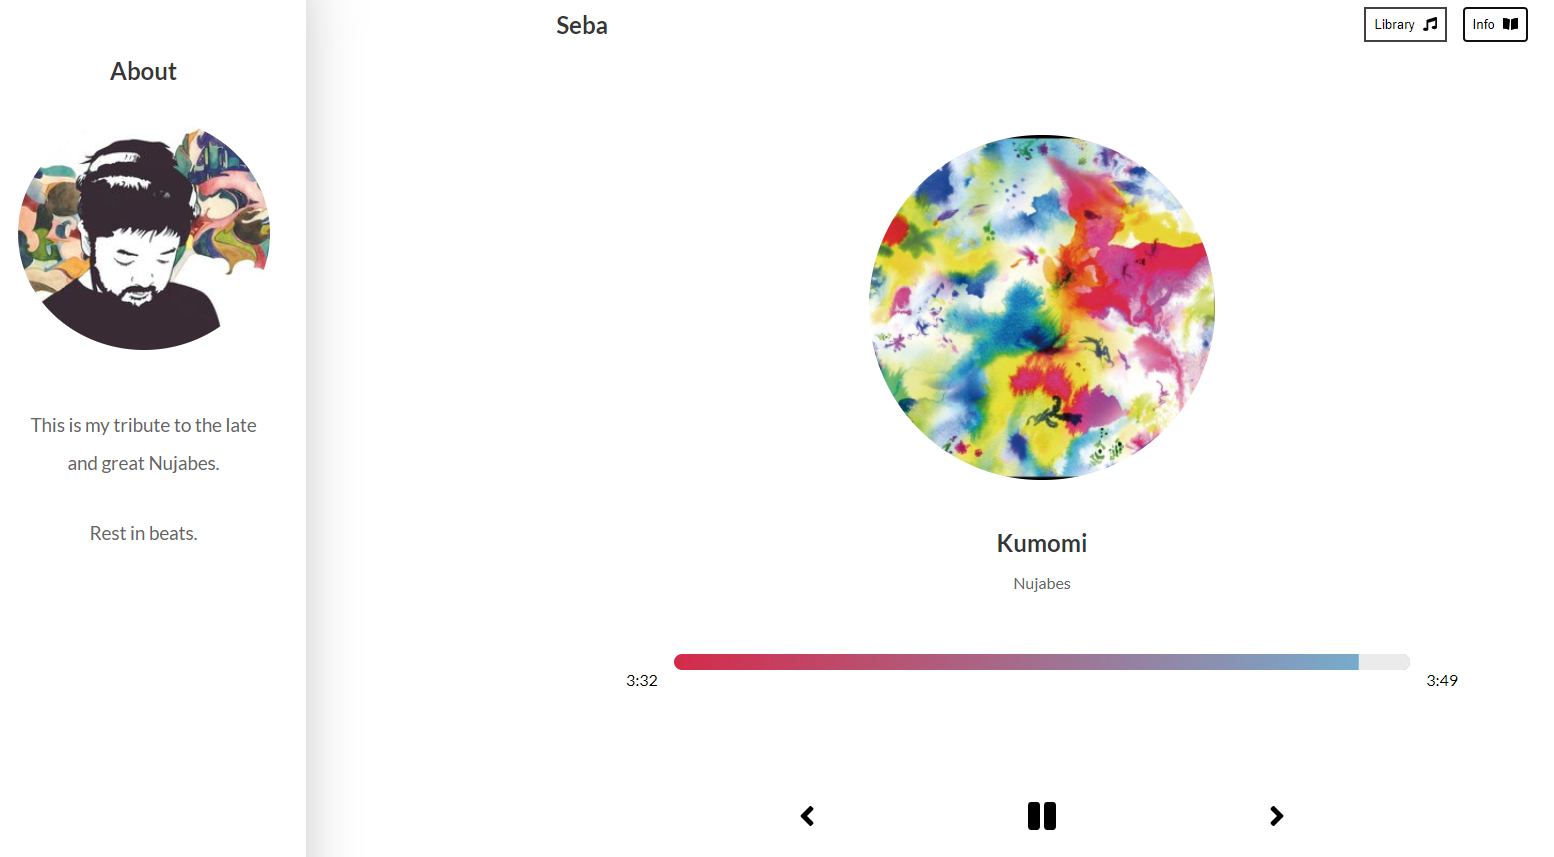 About
This is my tribute to the late
and great Nujabes.
Rest in beats.
Seba
Library
Info
Kumomi
Nujabes
3:32
3:49